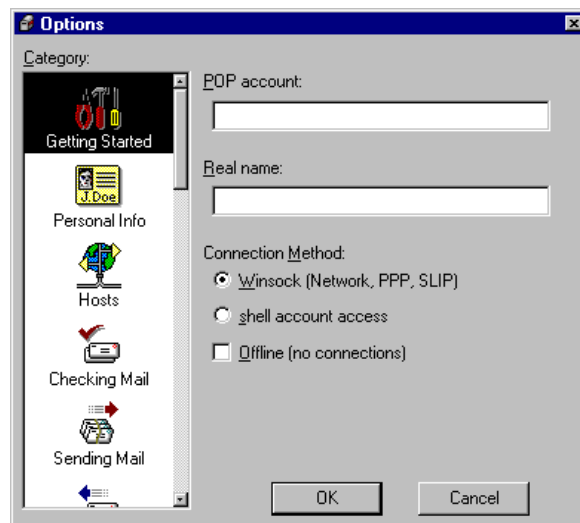 Options
Category:
Getting Started
J.Doe
Personal Info
Hosts
Checking Mail
Sending Mail
POP account:
Real name:
Connection Method:
Winsock (Network, PPP, SLIP)
shell account access
Offline (no connections)
OK
Cancel